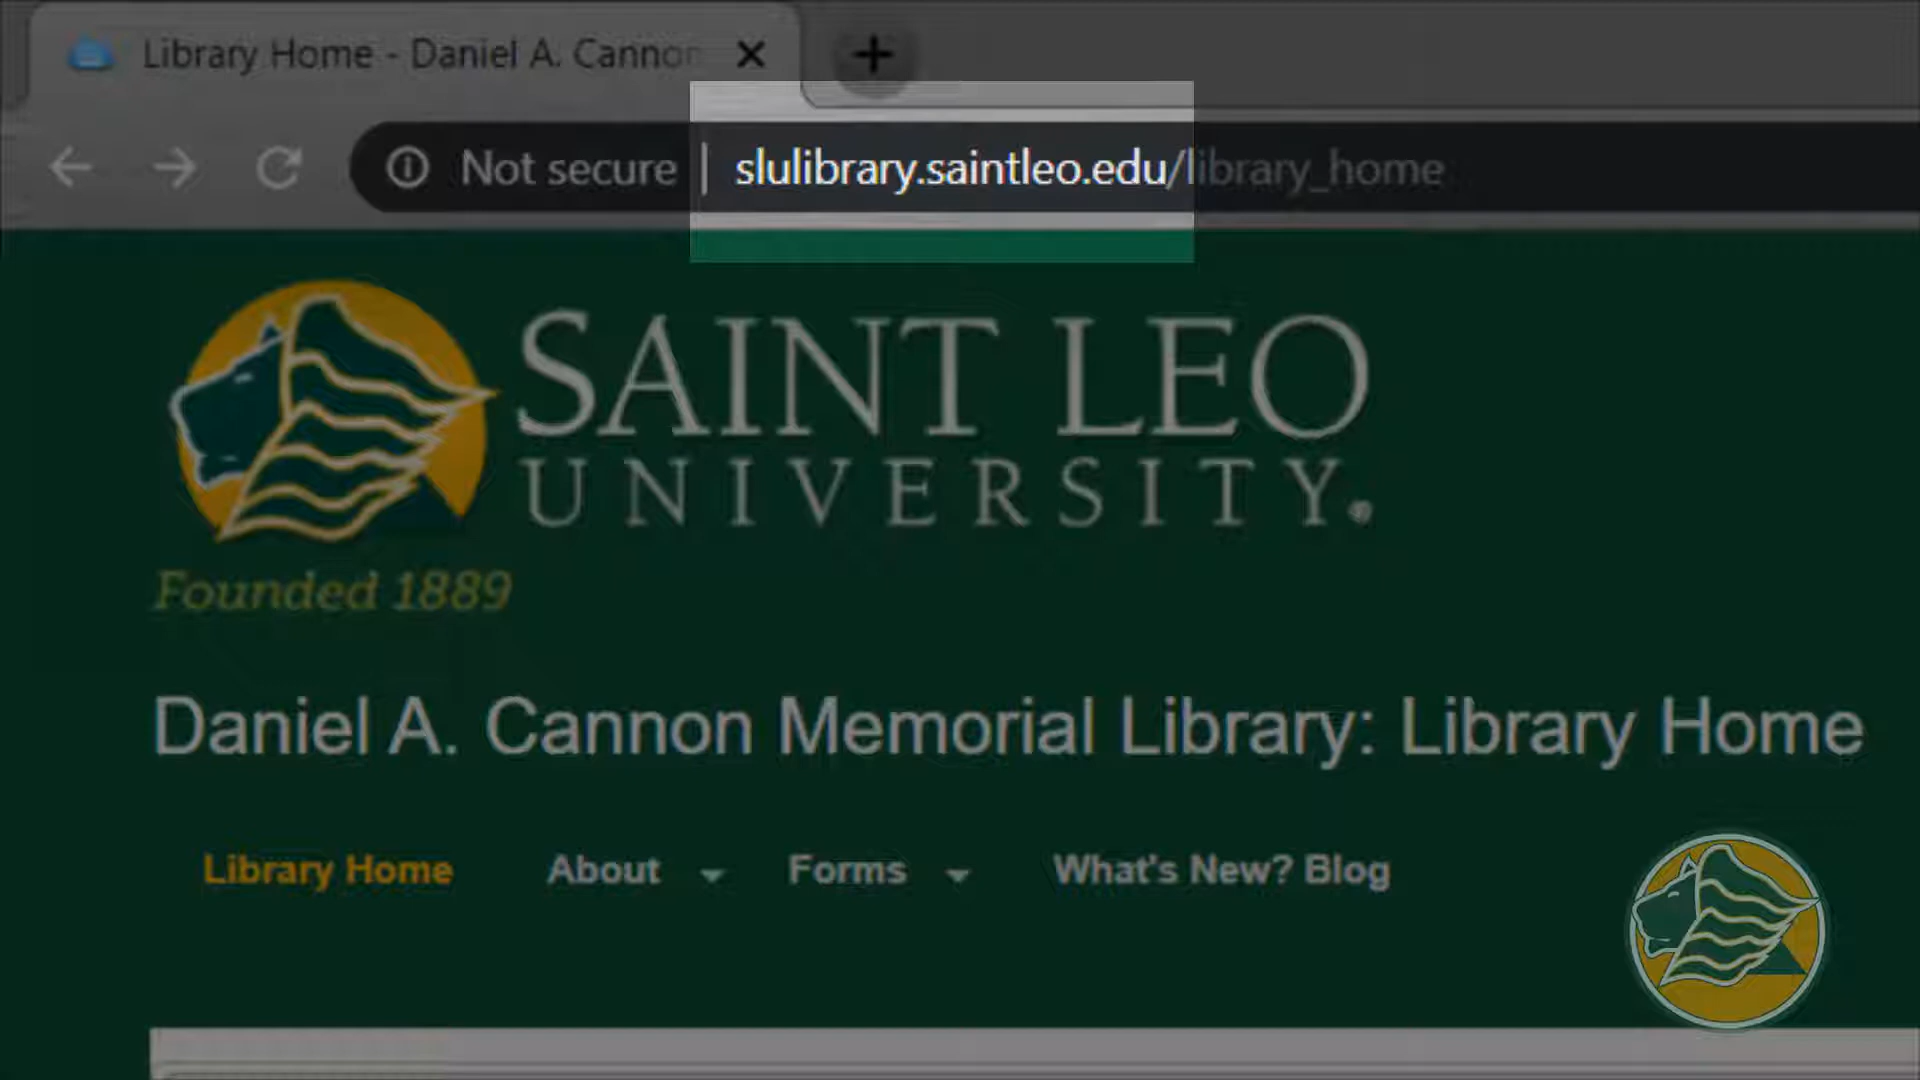 Library Home - Daniel A. Cannon
Not secure | slulibrary.saintleo.edu/library_home
SAINT LEO
UNIVERSITY®
Founded 1889
Daniel A. Cannon Memorial Library: Library Home
Library Home About Forms What's New? Blog